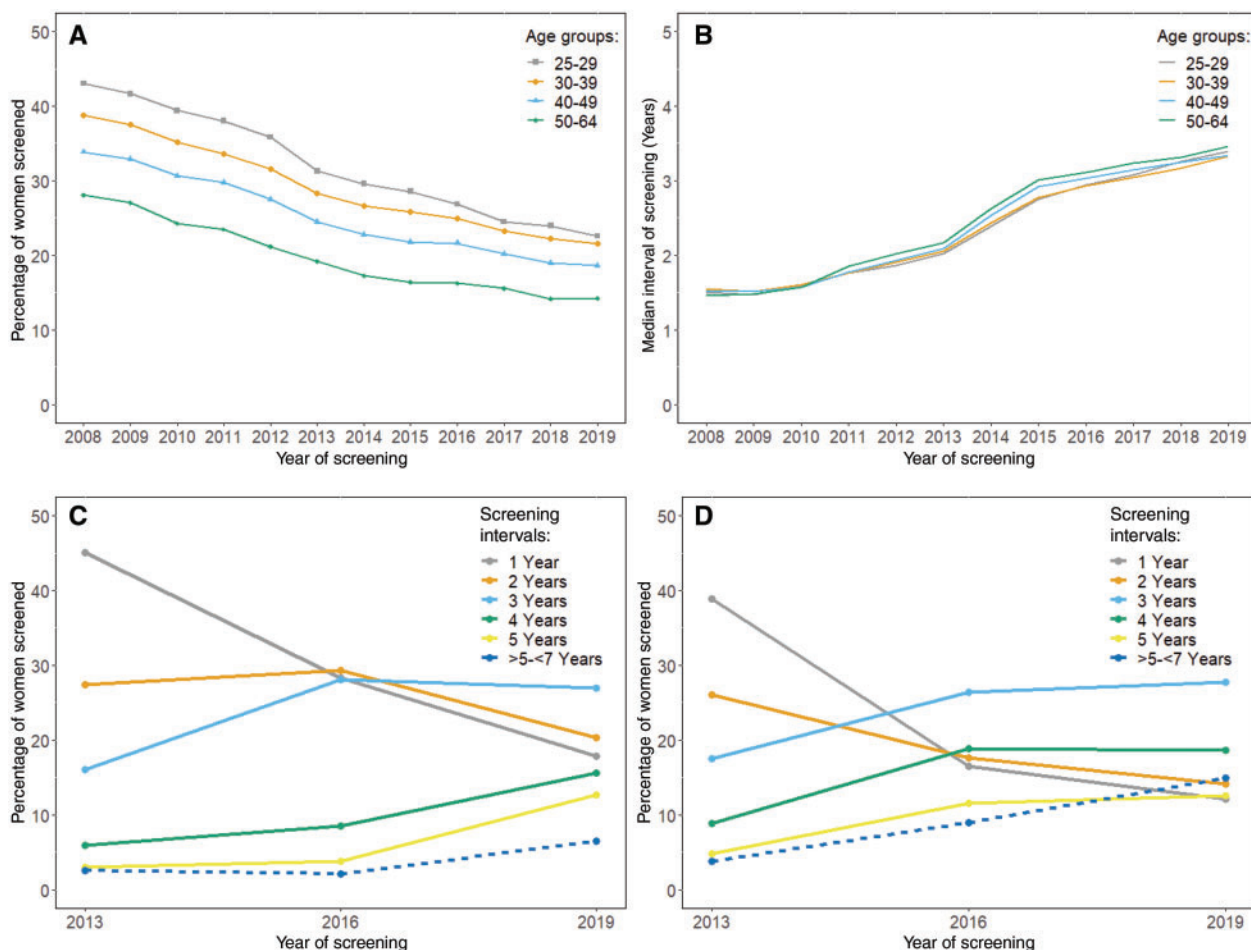 A
Age groups:
25-29
30-39
40-49
50-64
Percentage of women screened
50
40
30
20
10
0
2008 2009 2010 2011 2012 2013 2014 2015 2016 2017 2018 2019
Year of screening
B
Age groups:
25-29
30-39
40-49
50-64
Median interval of screening (Years)
5
4
3
2
1
0
2008 2009 2010 2011 2012 2013 2014 2015 2016 2017 2018 2019
Year of screening
C
Screening
intervals:
1 Year
2 Years
3 Years
4 Years
5 Years
>5-<7 Years
Percentage of women screened
50
40
30
20
10
0
2013 2016 2019
Year of screening
D
Screening
intervals:
1 Year
2 Years
3 Years
4 Years
5 Years
>5-<7 Years
Percentage of women screened
50
40
30
20
10
0
2013 2016 2019
Year of screening